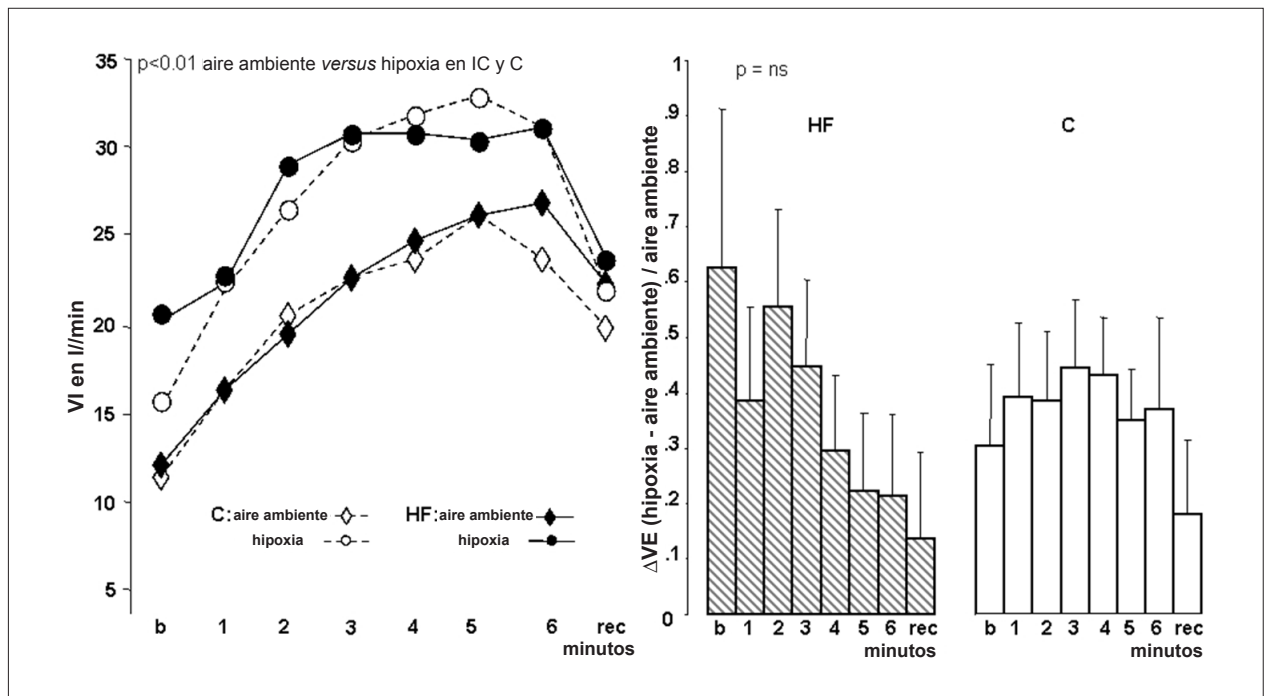 p<0.01 aire ambiente versus hipoxia en IC y C
35
30
25
20
15
10
5
VI en l//min
C: aire ambiente
hipoxia
HF: aire ambiente
hipoxia
b 1 2 3 4 5 6 rec
minutos
p = ns
HF
C
1
.9
.8
.7
.6
.5
.4
.3
.2
.1
0
ΔVE (hipoxia - aire ambiente) / aire ambiente
b 1 2 3 4 5 6 rec
minutos
b 1 2 3 4 5 6 rec
minutos